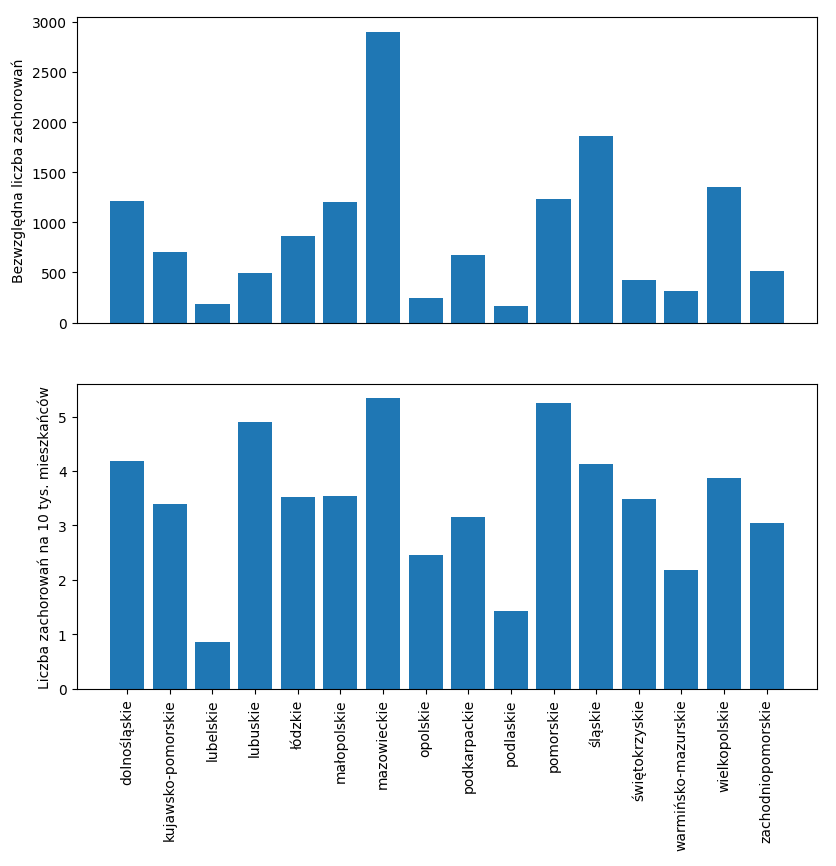 Bezwzględna liczba zachorowań
3000
2500
2000
1500
1000
500
0
Liczba zachorowań na 10 tys. mieszkańców
5
4
3
2
1
0
dolnośląskie
kujawsko-pomorskie
lubelskie
lubuskie
łódzkie
małopolskie
mazowieckie
opolskie
podkarpackie
podlaskie
pomorskie
śląskie
świętokrzyskie
warmińsko-mazurskie
wielkopolskie
zachodniopomorskie